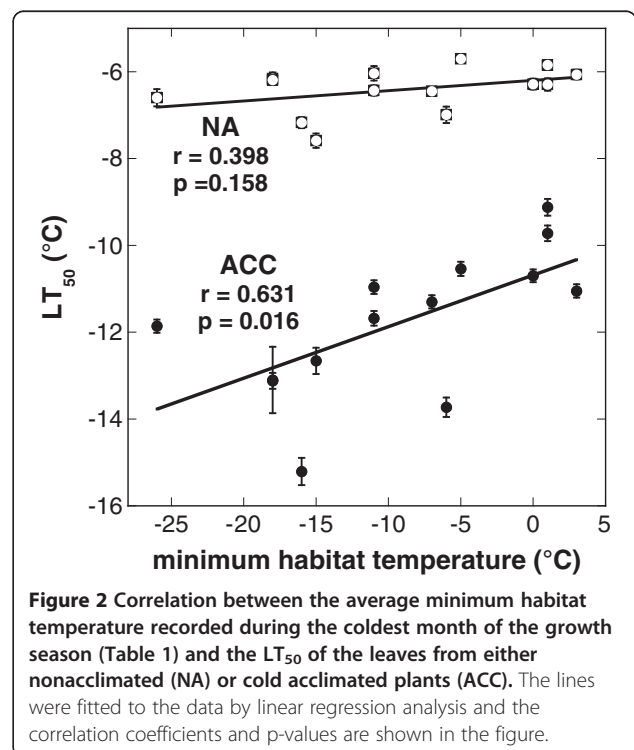 -6
-8
-10
-12
-14
-16
LT₅₀ (°C)
NA
r = 0.398
p =0.158
ACC
r = 0.631
p = 0.016
-25 -20 -15 -10 -5 0 5
minimum habitat temperature (°C)
Figure 2 Correlation between the average minimum habitat
temperature recorded during the coldest month of the growth
season (Table 1) and the LT₅₀ of the leaves from either
nonacclimated (NA) or cold acclimated plants (ACC). The lines
were fitted to the data by linear regression analysis and the
correlation coefficients and p-values are shown in the figure.